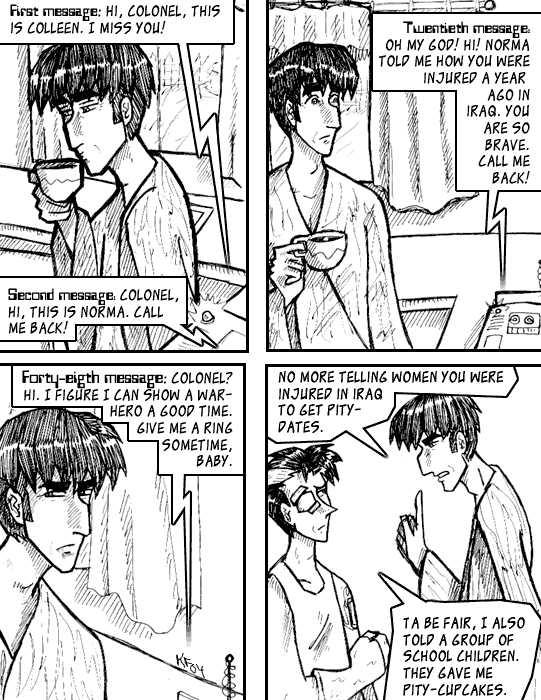 First message: HI, COLONEL, THIS
IS COLLEEN. I MISS YOU!
Second message: COLONEL,
HI, THIS IS NORMA. CALL
ME BACK!
Twentieth message:
OH MY GOD! HI! NORMA
TOLD ME HOW YOU WERE
INJURED A YEAR
AGO IN
IRAQ. YOU
ARE SO
BRAVE.
CALL ME
BACK!
Forty-eigth message: COLONEL?
HI. I FIGURE I CAN SHOW A WAR-
HERO A GOOD TIME.
GIVE ME A RING
SOMETIME,
BABY.
KF04
NO MORE TELLING WOMEN YOU WERE
INJURED IN IRAQ
TO GET PITY-
DATES.
TA BE FAIR, I ALSO
TOLD A GROUP OF
SCHOOL CHILDREN.
THEY GAVE ME
PITY-CUPCAKES.